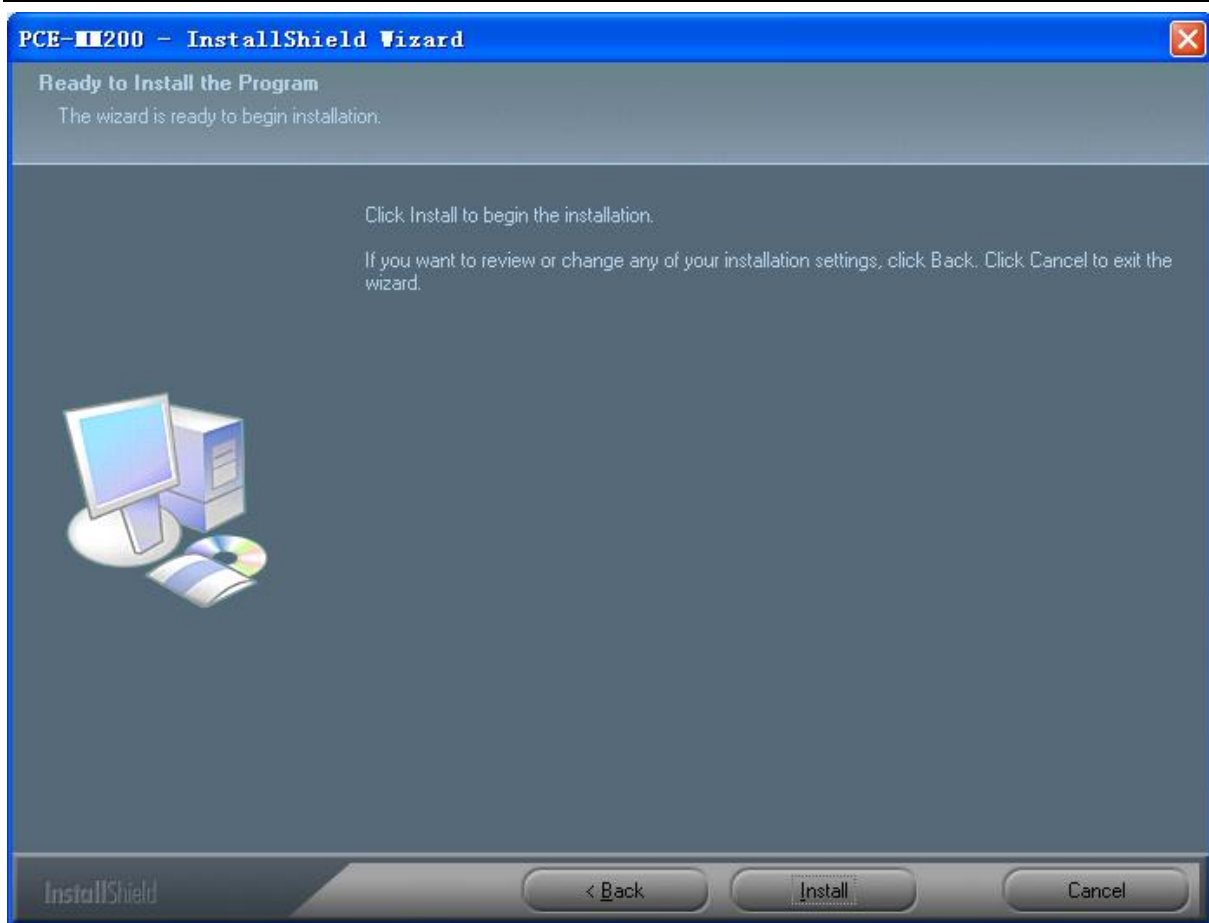 PCE-MM200 - InstallShield Wizard
Ready to Install the Program
The wizard is ready to begin installation.
Click Install to begin the installation.
If you want to review or change any of your installation settings, click Back. Click Cancel to exit the
wizard.
InstallShield
< Back
Install
Cancel